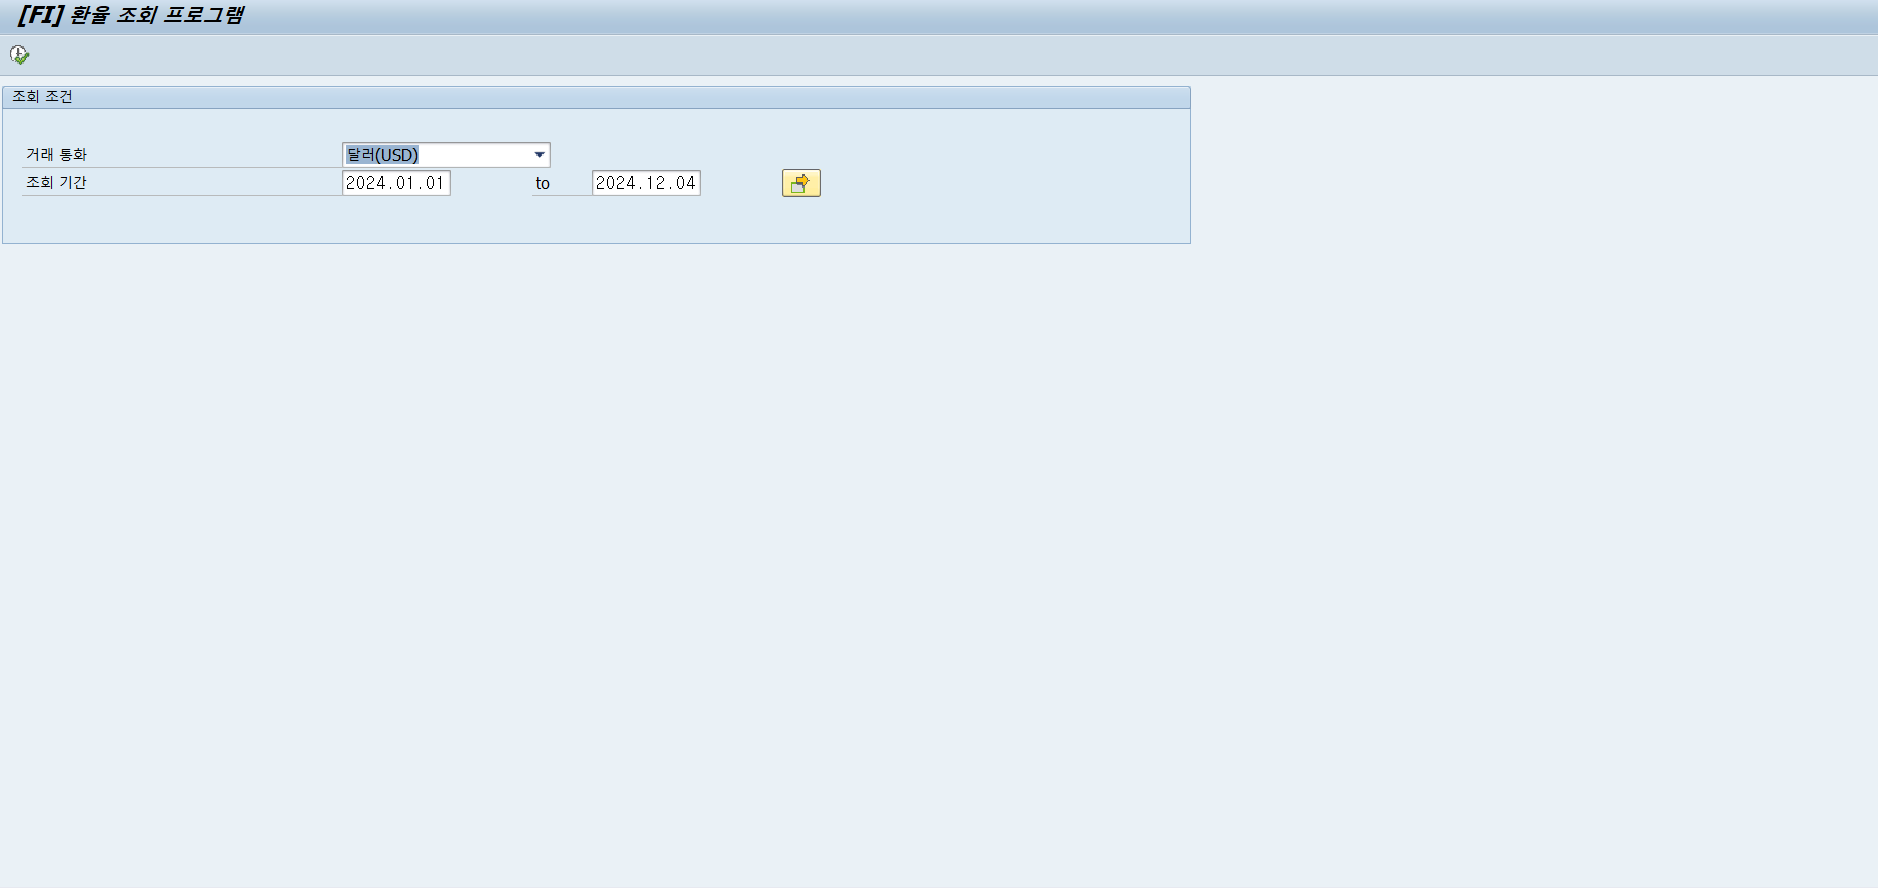 [FI] 환율 조회 프로그램
조회 조건
거래 통화 달러(USD)
조회 기간 2024.01.01 to 2024.12.04